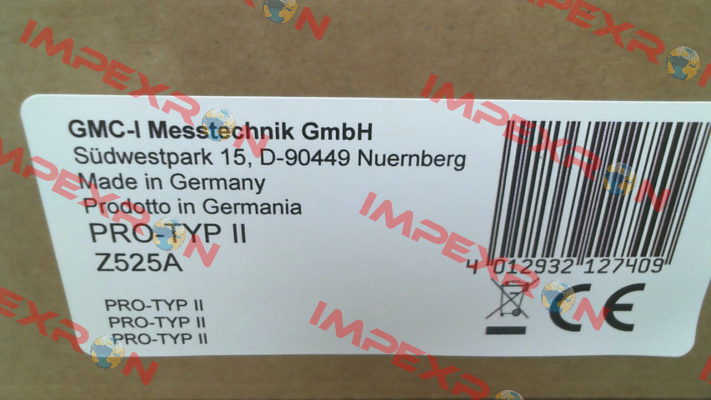 GMC-I Messtechnik GmbH
Südwestpark 15, D-90449 Nuernberg
Made in Germany
Prodotto in Germania
PRO-TYP II
Z525A
PRO-TYP II
PRO-TYP II
PRO-TYP II
4 012932 127409
CE
IMPEXRON
IMPEXRON
IMPEXRON
IMPEXRON
IMPEXRON
IMPEXRON
IMPEXRON